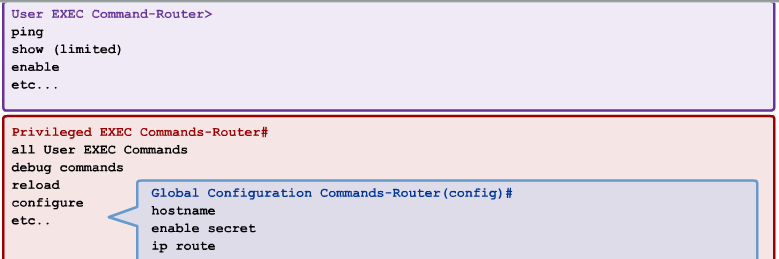 User EXEC Command-Router>
ping
show (limited)
enable
etc...
Privileged EXEC Commands-Router#
all User EXEC Commands
debug commands
reload
configure
etc..
Global Configuration Commands-Router(config)#
hostname
enable secret
ip route